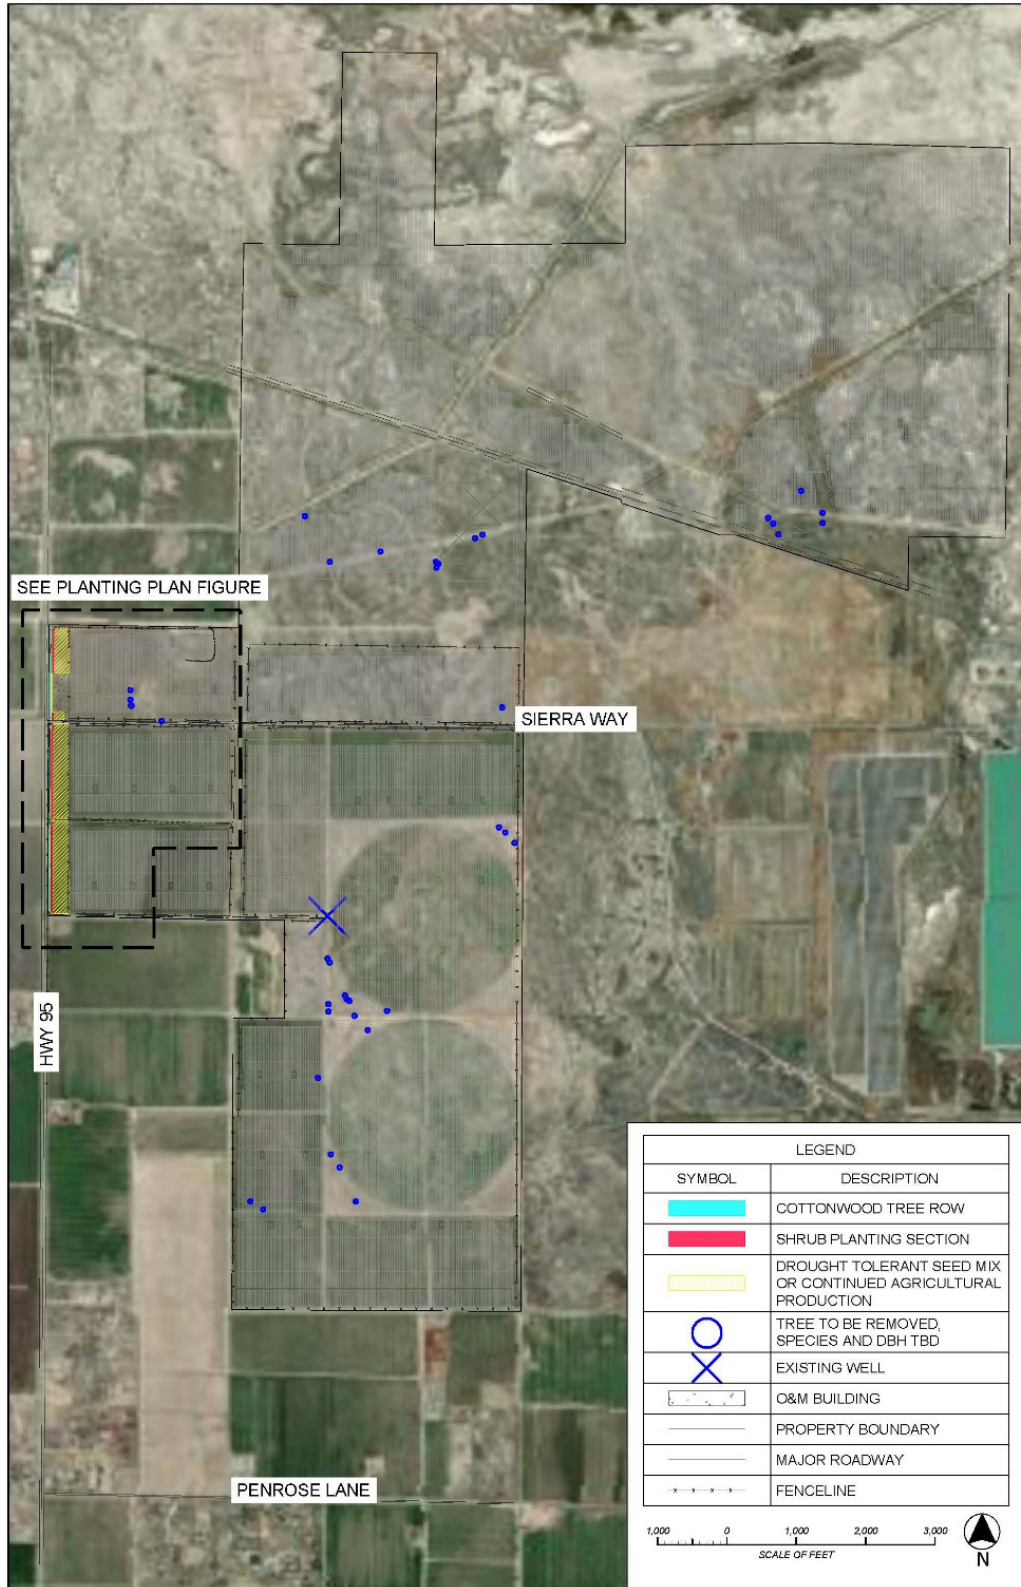 SEE PLANTING PLAN FIGURE
SIERRA WAY
HWY 95
PENROSE LANE
LEGEND
SYMBOL DESCRIPTION
COTTONWOOD TREE ROW
SHRUB PLANTING SECTION
DROUGHT TOLERANT SEED MIX
OR CONTINUED AGRICULTURAL
PRODUCTION
TREE TO BE REMOVED,
SPECIES AND DBH TBD
EXISTING WELL
O&M BUILDING
PROPERTY BOUNDARY
MAJOR ROADWAY
FENCELINE
1,000 0 1,000 2,000 3,000
SCALE OF FEET
N